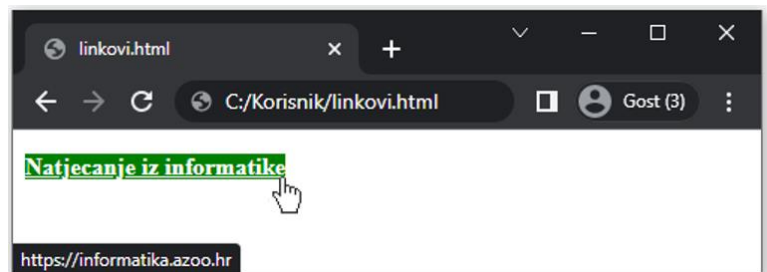 linkovi.html
C:/Korisnik/linkovi.html
Gost (3)
Natjecanje iz informatike
https://informatika.azoo.hr